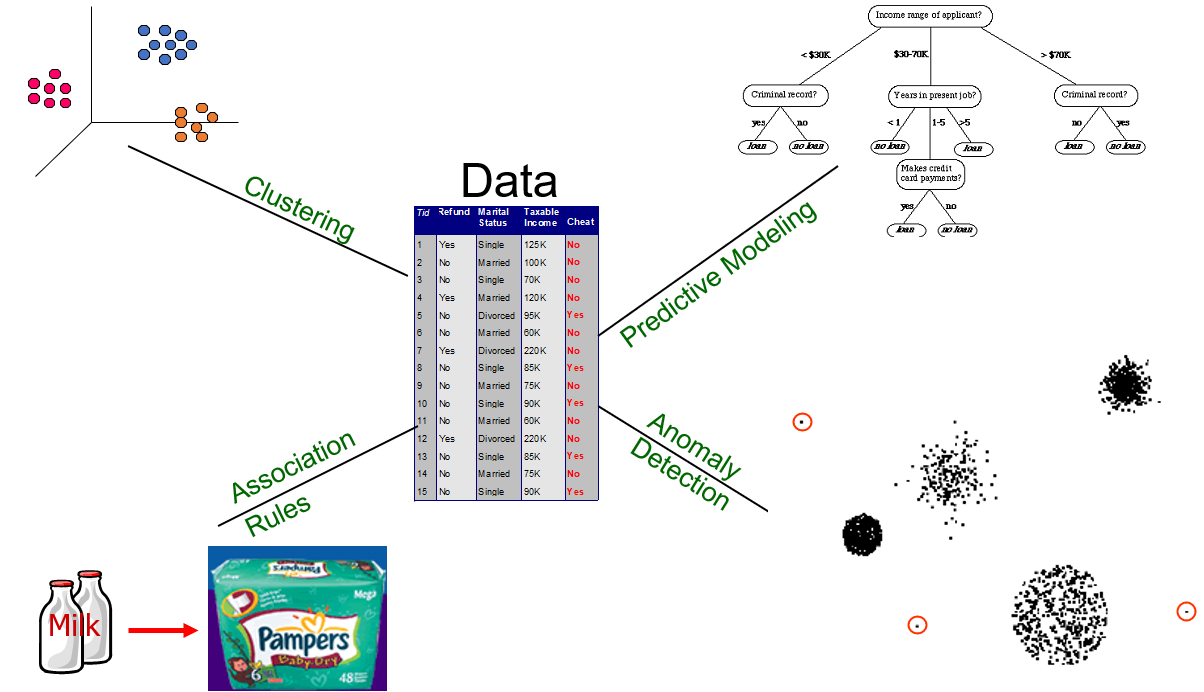 Income range of applicant?
< $30K
$30-70K
> $70K
Criminal record?
Years in present job?
Criminal record?
yes
no
< 1
1-5
>5
no
yes
loan
no loan
no loan
loan
loan
no loan
Makes credit
card payments?
yes
no
loan
no loan
Clustering
Data
Predictive Modeling
Tid Refund Marital Status Taxable Income Cheat
1 Yes Single 125K No
2 No Married 100K No
3 No Single 70K No
4 Yes Married 120K No
5 No Divorced 95K Yes
6 No Married 60K No
7 Yes Divorced 220K No
8 No Single 85K Yes
9 No Married 75K No
10 No Single 90K Yes
11 No Married 60K No
12 Yes Divorced 220K No
13 No Single 85K Yes
14 No Married 75K No
15 No Single 90K Yes
Association
Rules
Anomaly
Detection
Milk
Pampers
Mega
Pampers
Baby-Dry
6
48